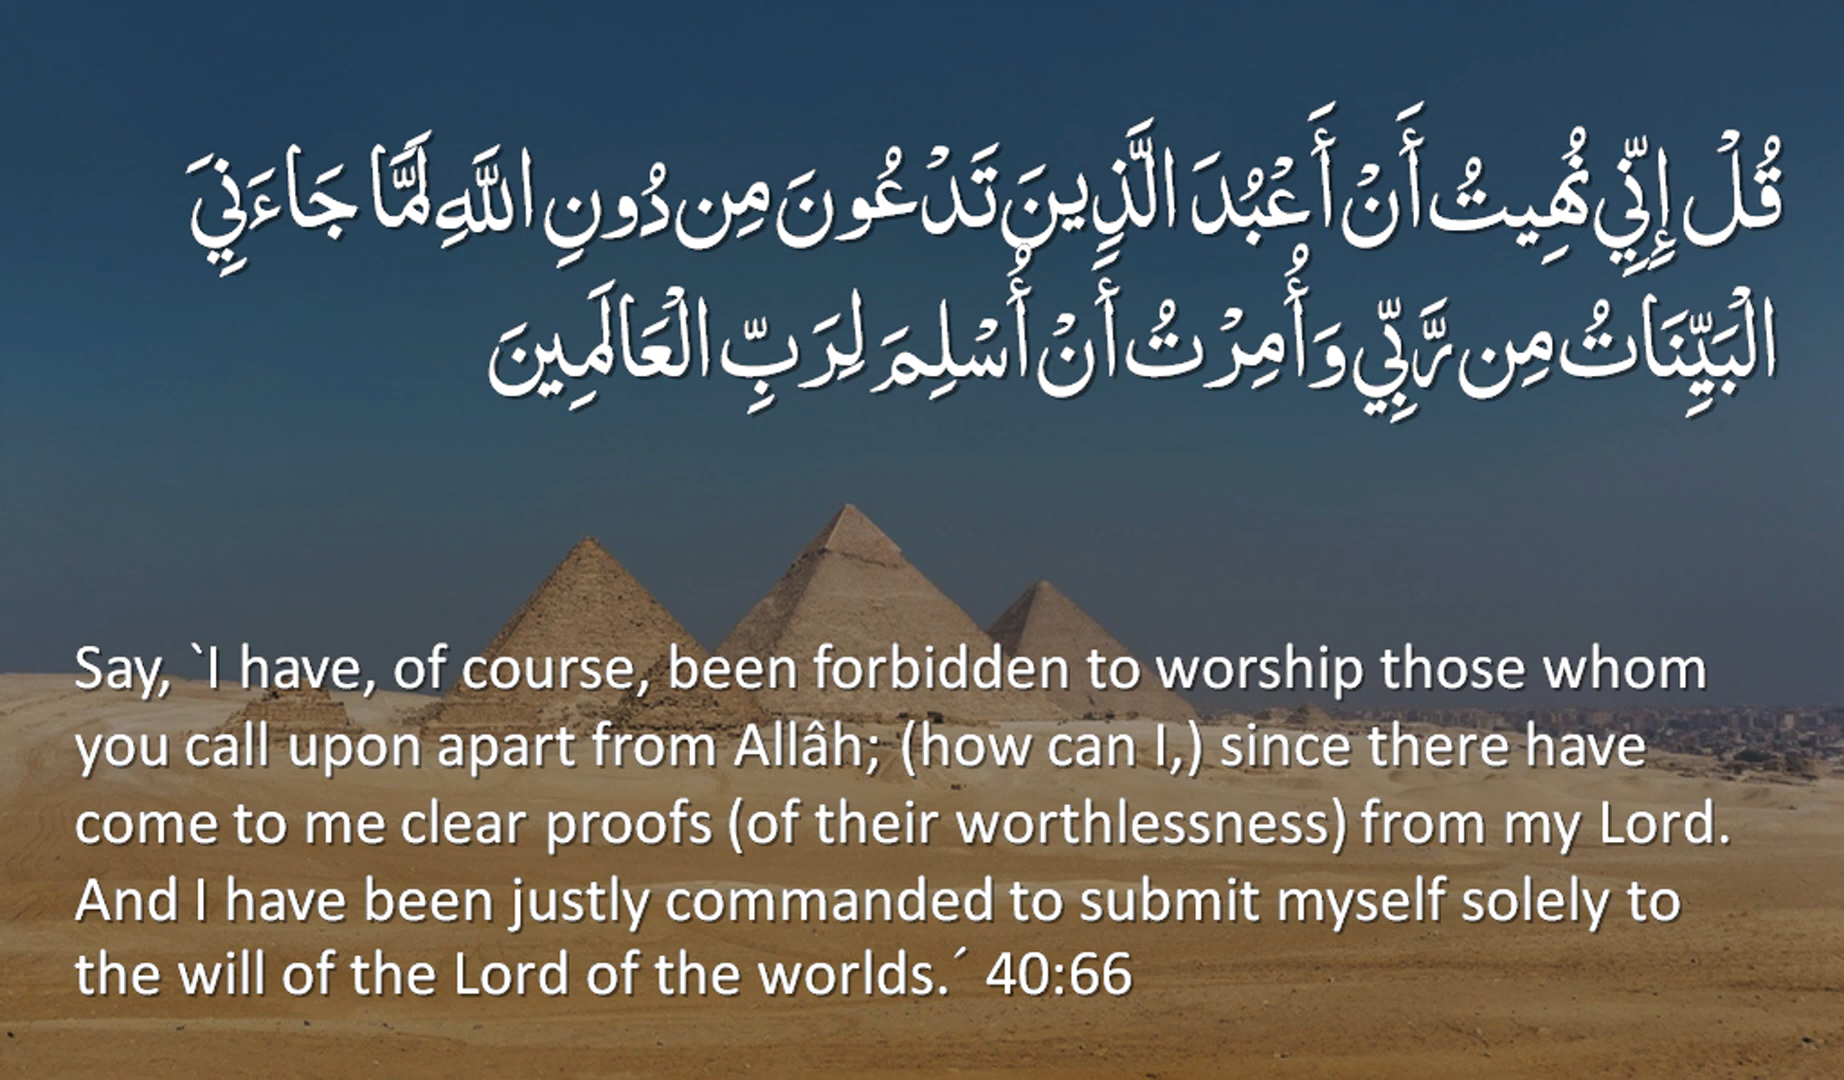 قُلْ إِنِّي نُهِيتُ أَنْ أَعْبُدَ الَّذِينَ تَدْعُونَ مِن دُونِ اللَّهِ لَمَّا جَاءَنِيَ
الْبَيِّنَاتُ مِن رَّبِّي وَأُمِرْتُ أَنْ أُسْلِمَ لِرَبِّ الْعَالَمِينَ
Say, `I have, of course, been forbidden to worship those whom
you call upon apart from Allâh; (how can I,) since there have
come to me clear proofs (of their worthlessness) from my Lord.
And I have been justly commanded to submit myself solely to
the will of the Lord of the worlds.´ 40:66